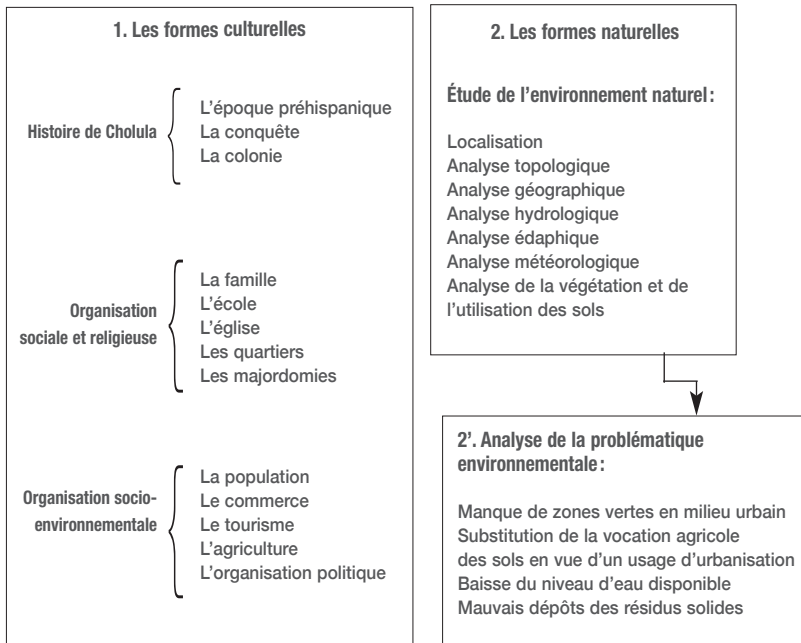 1. Les formes culturelles
Histoire de Cholula
L’époque préhispanique
La conquête
La colonie
Organisation
sociale et religieuse
La famille
L’école
L’église
Les quartiers
Les majordomies
Organisation socio-
environnementale
La population
Le commerce
Le tourisme
L’agriculture
L’organisation politique
2. Les formes naturelles
Étude de l’environnement naturel :
Localisation
Analyse topologique
Analyse géographique
Analyse hydrologique
Analyse édaphique
Analyse météorologique
Analyse de la végétation et de
l’utilisation des sols
2’. Analyse de la problématique
environnementale :
Manque de zones vertes en milieu urbain
Substitution de la vocation agricole
des sols en vue d’un usage d’urbanisation
Baisse du niveau d’eau disponible
Mauvais dépôts des résidus solides